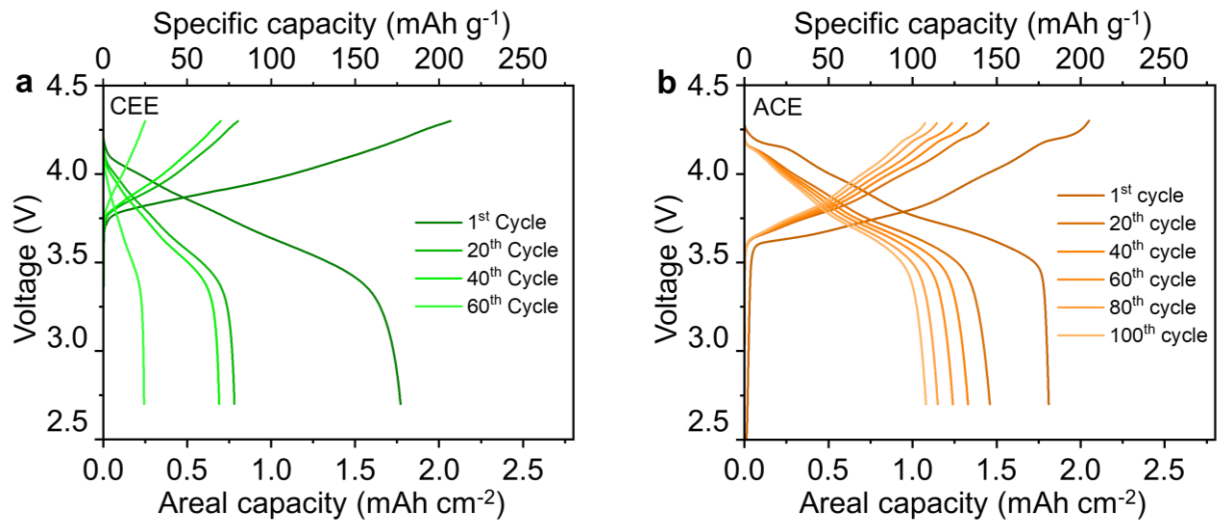 Specific capacity (mAh g⁻¹)
0 50 100 150 200 250
a
CEE
4.5
4.0
3.5
3.0
2.5
Voltage (V)
1st Cycle
20th Cycle
40th Cycle
60th Cycle
0.0 0.5 1.0 1.5 2.0 2.5
Areal capacity (mAh cm⁻²)
Specific capacity (mAh g⁻¹)
0 50 100 150 200 250
b
ACE
4.5
4.0
3.5
3.0
2.5
Voltage (V)
1st cycle
20th cycle
40th cycle
60th cycle
80th cycle
100th cycle
0.0 0.5 1.0 1.5 2.0 2.5
Areal capacity (mAh cm⁻²)